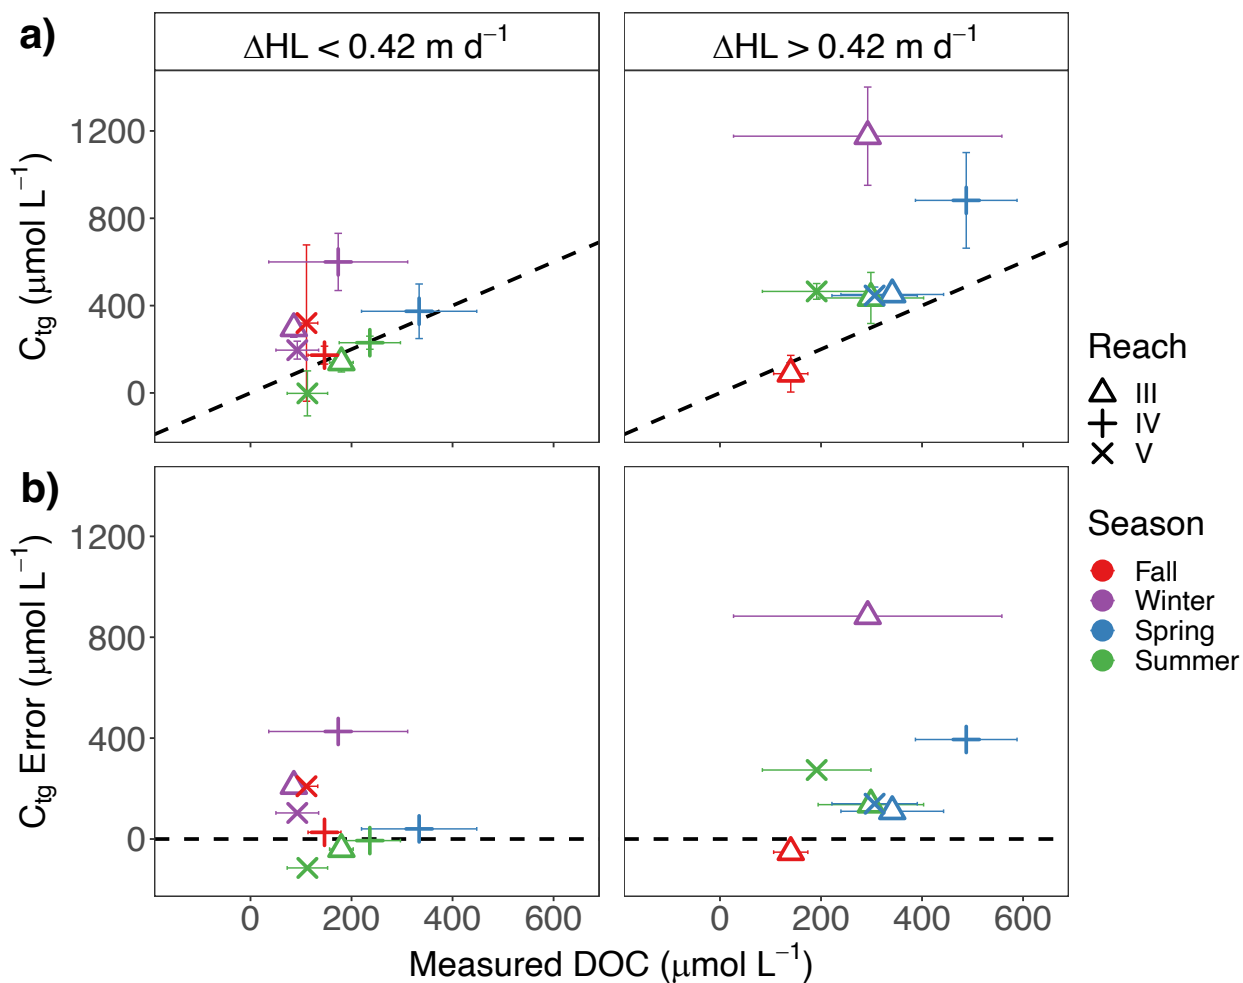 a)
ΔHL < 0.42 m d⁻¹
ΔHL > 0.42 m d⁻¹
1200
800
400
0
C_tg (μmol L⁻¹)
Reach
III
IV
V
b)
1200
800
400
0
C_tg Error (μmol L⁻¹)
Season
Fall
Winter
Spring
Summer
0 200 400 600
0 200 400 600
Measured DOC (μmol L⁻¹)